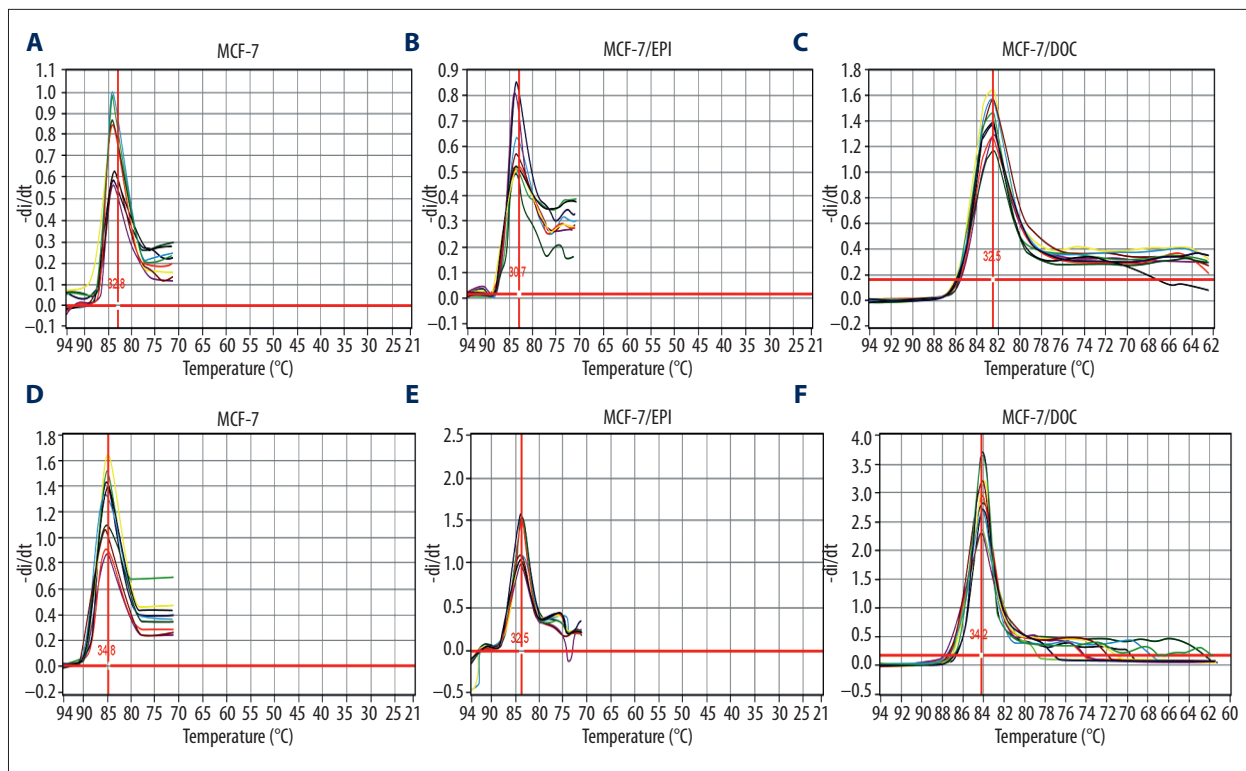 A
MCF-7
1.1
1.0
0.9
0.8
0.7
0.6
0.5
0.4
0.3
0.2
0.1
0.0
–0.1
-di/dt
32.8
94 90 85 80 75 65 60 55 50 45 40 35 30 25 21
Temperature (°C)
B
MCF-7/EPI
0.9
0.8
0.7
0.6
0.5
0.4
0.3
0.2
0.1
0.0
0.1
-di/dt
30.7
94 90 85 80 75 65 60 55 50 45 40 35 30 25 21
Temperature (°C)
C
MCF-7/DOC
1.8
1.6
1.4
1.2
1.0
0.8
0.6
0.4
0.2
0.0
–0.2
-di/dt
32.5
94 92 90 88 86 84 82 80 78 76 74 72 70 68 66 64 62
Temperature (°C)
D
MCF-7
1.8
1.6
1.4
1.2
1.0
0.8
0.6
0.4
0.2
0.0
–0.2
-di/dt
34.8
94 90 85 80 75 65 60 55 50 45 40 35 30 25 21
Temperature (°C)
E
MCF-7/EPI
2.5
2.0
1.5
1.0
0.5
0.0
–0.5
-di/dt
32.5
94 90 85 80 75 65 60 55 50 45 40 35 30 25 21
Temperature (°C)
F
MCF-7/DOC
4.0
3.5
3.0
2.5
2.0
1.5
1.0
0.5
0.0
–0.5
-di/dt
34.2
94 92 90 88 86 84 82 80 78 76 74 72 70 68 66 64 62 60
Temperature (°C)